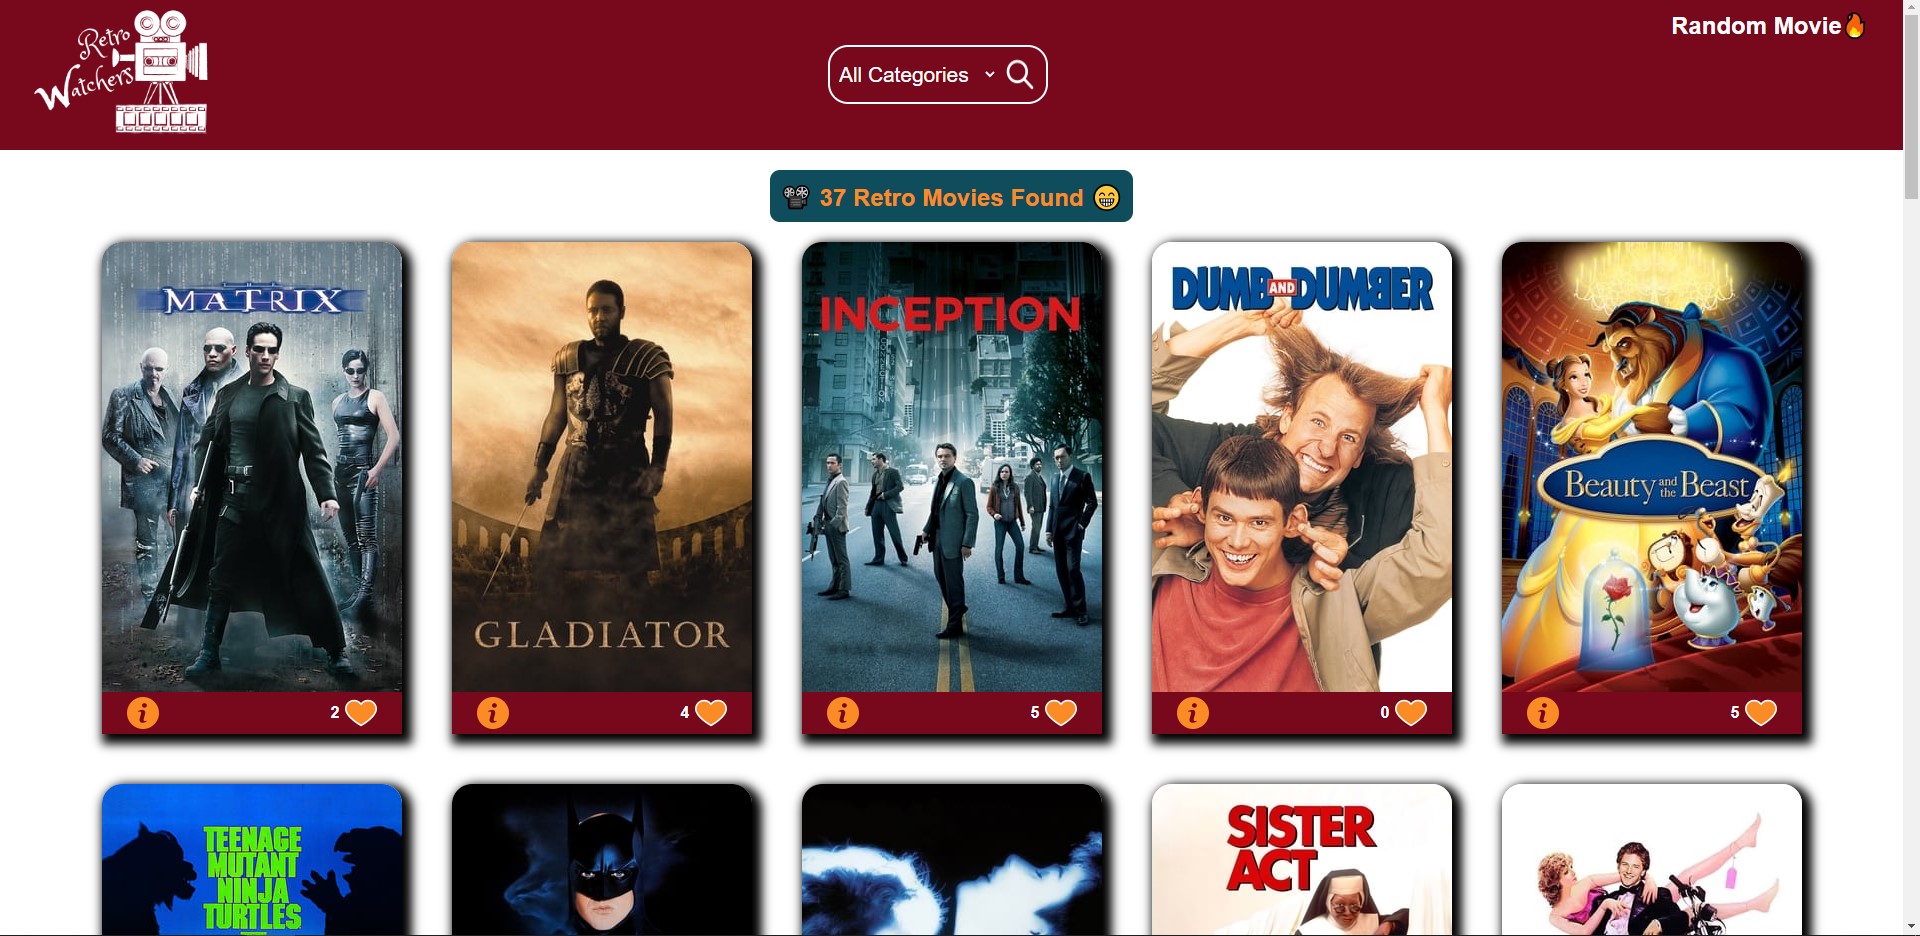 Retro
Watchers
All Categories
Random Movie
37 Retro Movies Found
THE
MATRIX
GLADIATOR
INCEPTION
DUMB AND DUMBER
Beauty and the Beast
2
4
5
0
5
TEENAGE
MUTANT
NINJA
TURTLES
SISTER
ACT